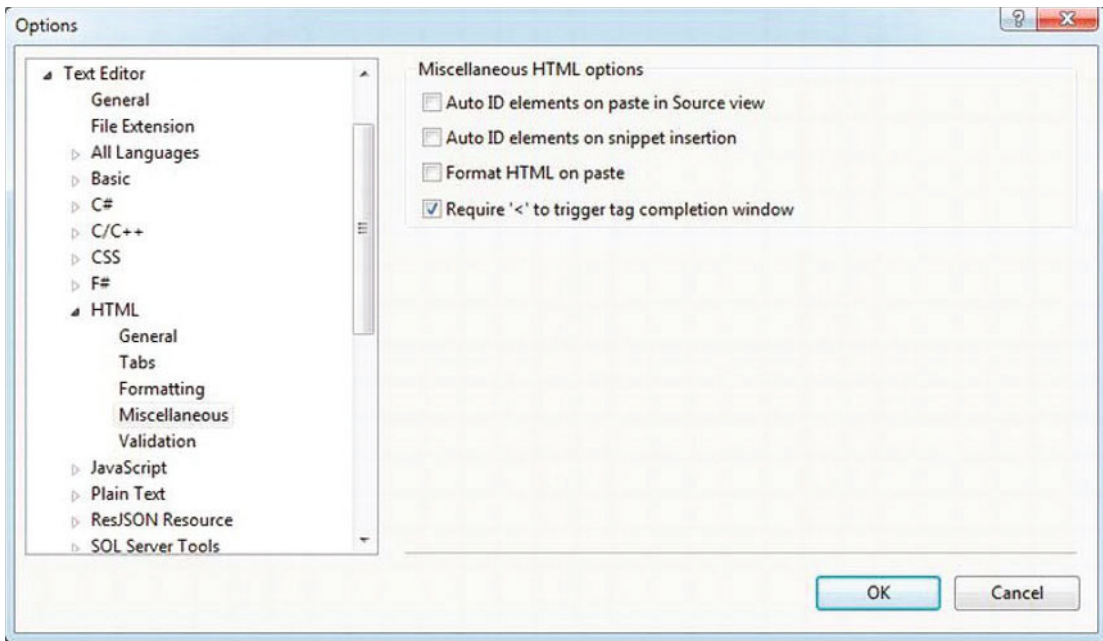 Options
Text Editor
General
File Extension
All Languages
Basic
C#
C/C++
CSS
F#
HTML
General
Tabs
Formatting
Miscellaneous
Validation
JavaScript
Plain Text
ResJSON Resource
SQL Server Tools
Miscellaneous HTML options
Auto ID elements on paste in Source view
Auto ID elements on snippet insertion
Format HTML on paste
Require '<' to trigger tag completion window
OK
Cancel